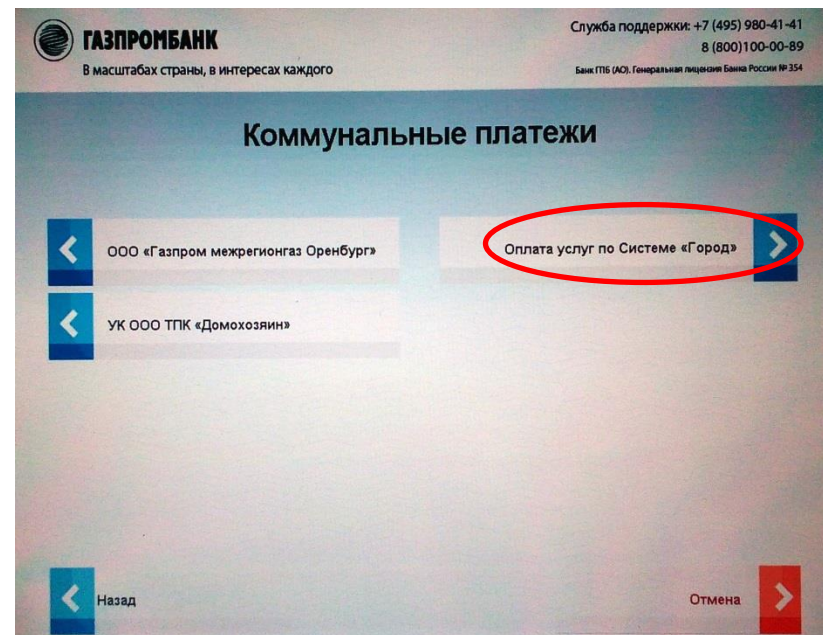 ГАЗПРОМБАНК
В масштабах страны, в интересах каждого
Служба поддержки: +7 (495) 980-41-41
8 (800)100-00-89
Банк ГПБ (АО). Генеральная лицензия Банка России № 354
Коммунальные платежи
ООО «Газпром межрегионгаз Оренбург»
Оплата услуг по Системе «Город»
УК ООО ТПК «Домохозяин»
Назад
Отмена